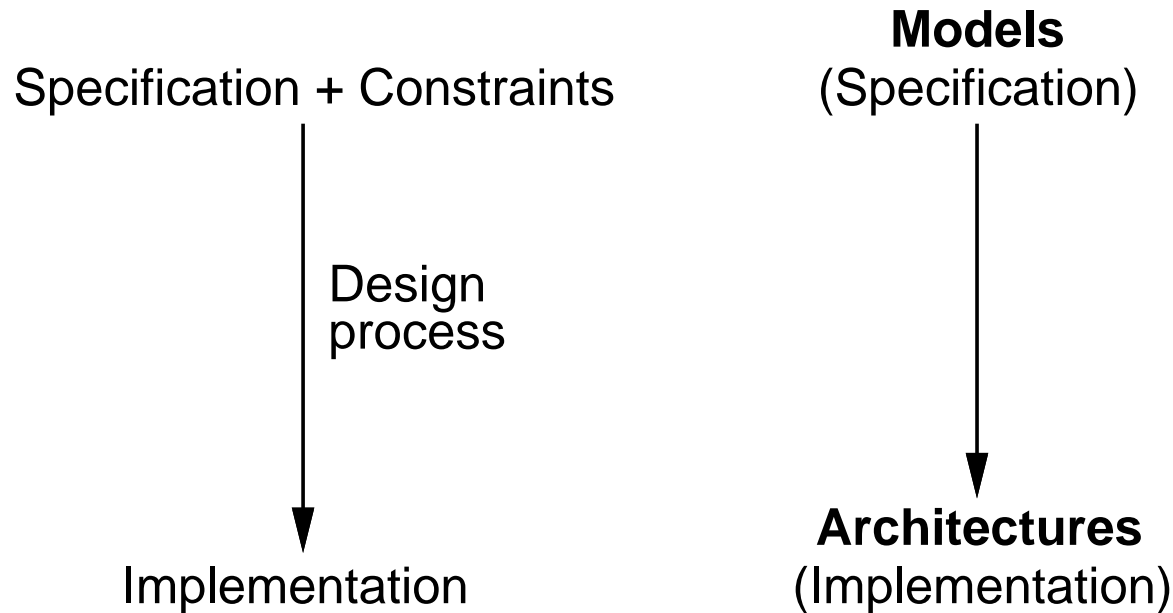 Models
Specification + Constraints
(Specification)
Design
process
Architectures
Implementation
(Implementation)